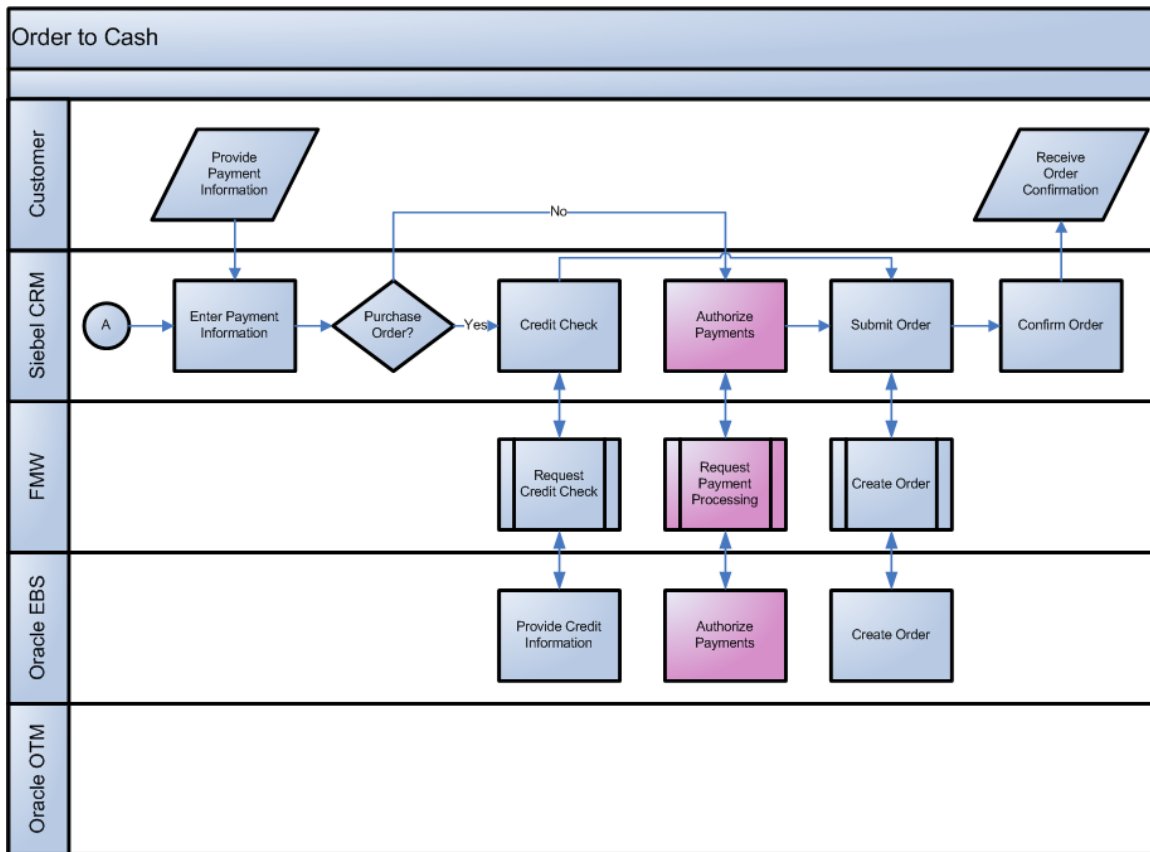 Order to Cash
Customer
Provide
Payment
Information
Receive
Order
Confirmation
No
Siebel CRM
A
Enter Payment
Information
Purchase
Order?
Yes
Credit Check
Authorize
Payments
Submit Order
Confirm Order
FMW
Request
Credit Check
Request
Payment
Processing
Create Order
Oracle EBS
Provide Credit
Information
Authorize
Payments
Create Order
Oracle OTM